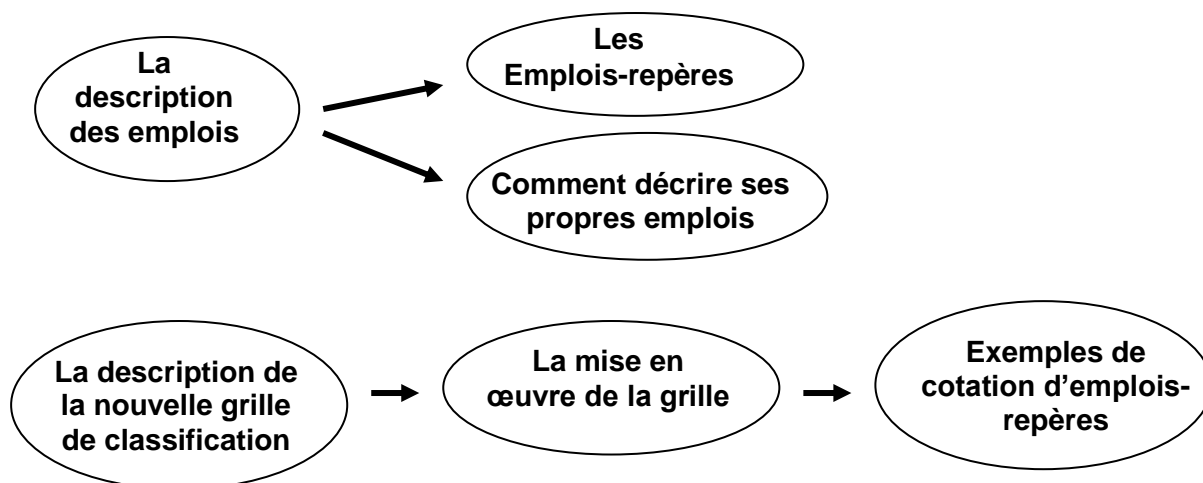 La
description
des emplois
Les
Emplois-repères
Comment décrire ses
propres emplois
La description de
la nouvelle grille
de classification
La mise en
œuvre de la grille
Exemples de
cotation d’emplois-
repères